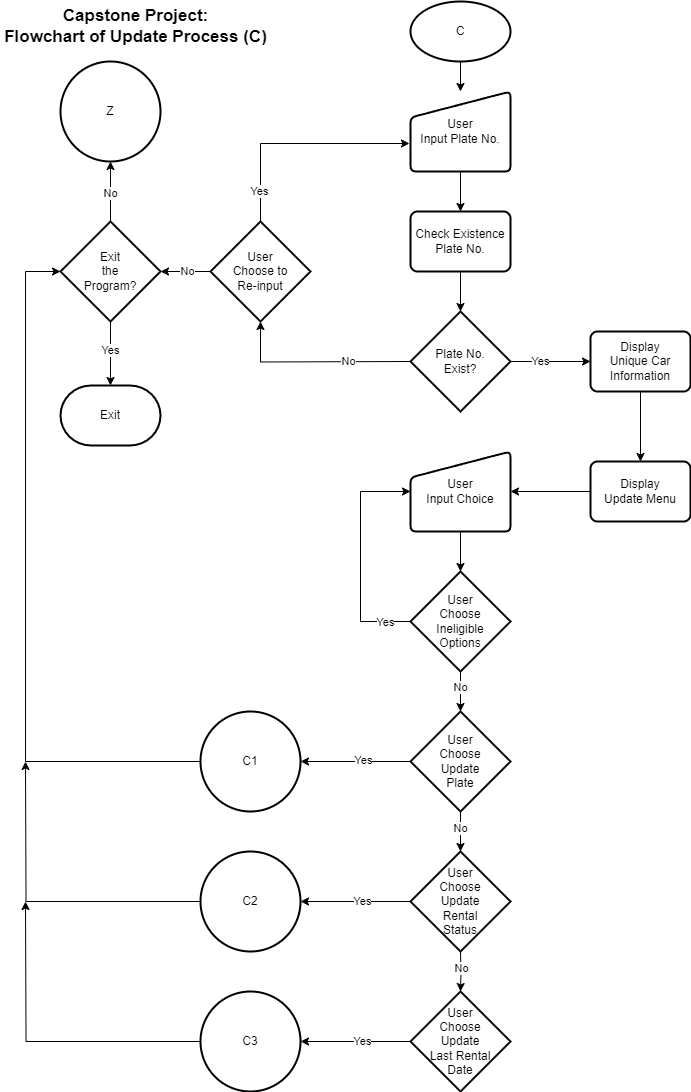 Capstone Project:
Flowchart of Update Process (C)
C
Z
User
Input Plate No.
No
Yes
Check Existence
Plate No.
Exit
the
Program?
No
User
Choose to
Re-input
Yes
No
Plate No.
Exist?
Yes
Display
Unique Car
Information
Exit
User
Input Choice
Display
Update Menu
User
Choose
Ineligible
Options
Yes
No
C1
Yes
User
Choose
Update
Plate
No
C2
Yes
User
Choose
Update
Rental
Status
No
C3
Yes
User
Choose
Update
Last Rental
Date